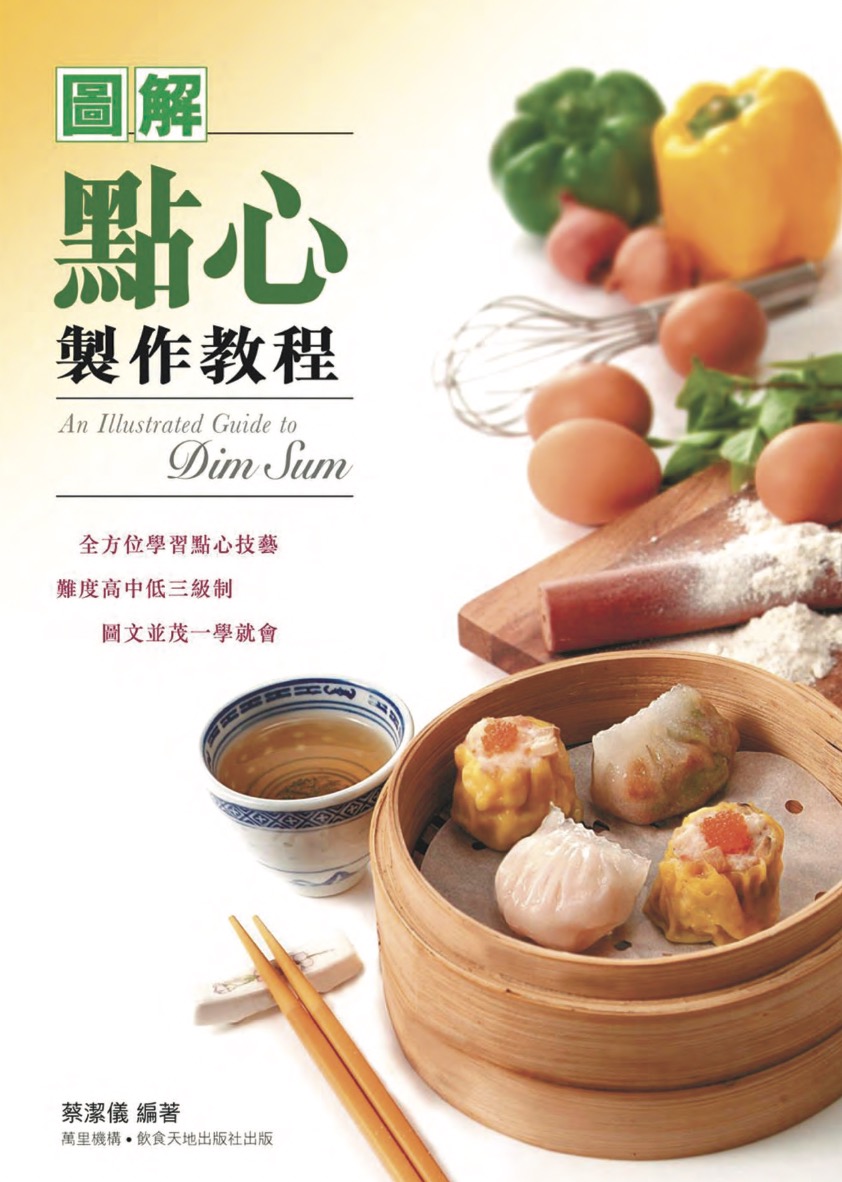 圖解
點心
製作教程
An Illustrated Guide to
Dim Sum
全方位學習點心技藝
難度高中低三級制
圖文並茂一學就會
蔡潔儀 編著
萬里機構•飲食天地出版社出版